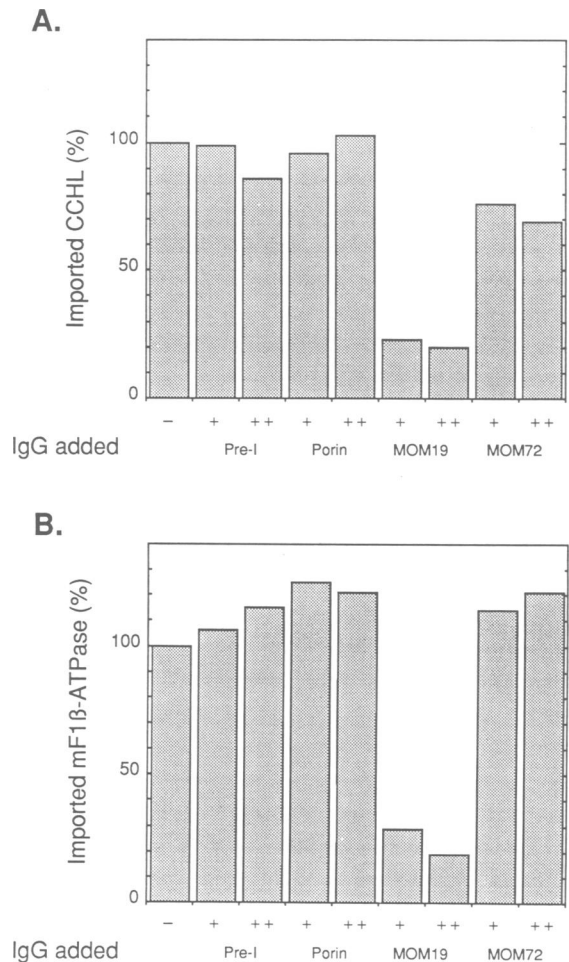 A.
Imported CCHL (%)
100
50
0
− + ++ + ++ + ++ + ++
IgG added Pre-I Porin MOM19 MOM72
B.
Imported mF1ß-ATPase (%)
100
50
0
− + ++ + ++ + ++ + ++
IgG added Pre-I Porin MOM19 MOM72